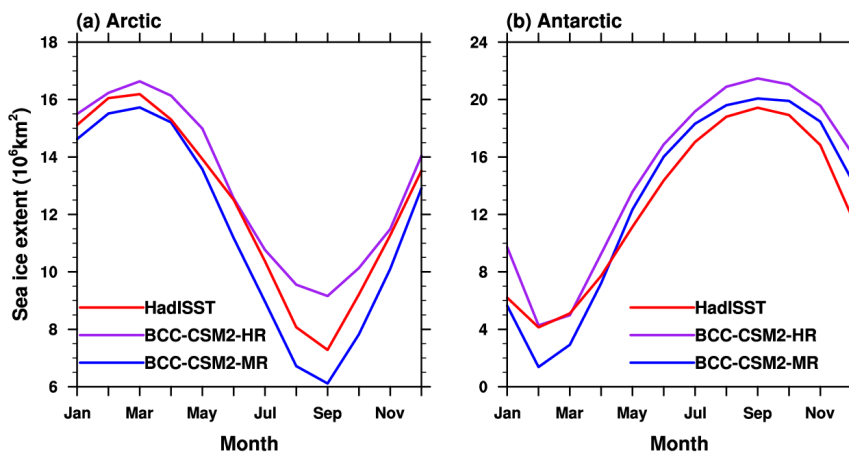 (a) Arctic
18
16
14
12
10
8
6
Sea ice extent (10⁶km²)
HadISST
BCC-CSM2-HR
BCC-CSM2-MR
Jan Mar May Jul Sep Nov
Month
(b) Antarctic
24
20
16
12
8
4
0
HadISST
BCC-CSM2-HR
BCC-CSM2-MR
Jan Mar May Jul Sep Nov
Month